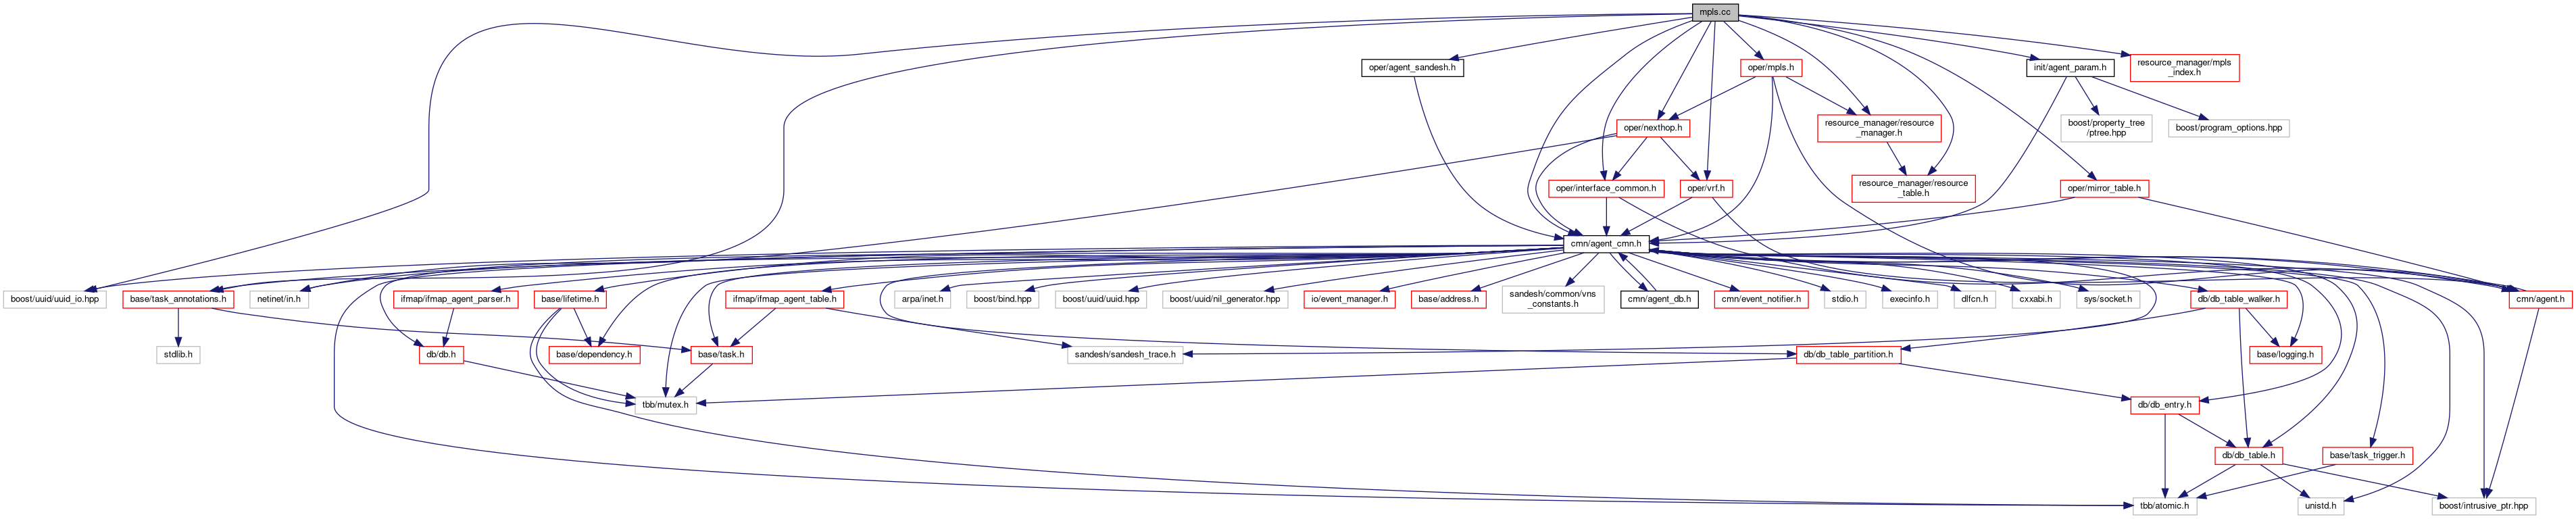 mpls.cc
oper/agent_sandesh.h
oper/mpls.h
init/agent_param.h
resource_manager/mpls
_index.h
oper/nexthop.h
resource_manager/resource
_manager.h
boost/property_tree
/ptree.hpp
boost/program_options.hpp
oper/interface_common.h
oper/vrf.h
resource_manager/resource
_table.h
oper/mirror_table.h
cmn/agent_cmn.h
boost/uuid/uuid_io.hpp
base/task_annotations.h
netinet/in.h
ifmap/ifmap_agent_parser.h
base/lifetime.h
ifmap/ifmap_agent_table.h
arpa/inet.h
boost/bind.hpp
boost/uuid/uuid.hpp
boost/uuid/nil_generator.hpp
io/event_manager.h
base/address.h
sandesh/common/vns
_constants.h
cmn/agent_db.h
cmn/event_notifier.h
stdio.h
execinfo.h
dlfcn.h
cxxabi.h
sys/socket.h
db/db_table_walker.h
cmn/agent.h
stdlib.h
db/db.h
base/dependency.h
base/task.h
sandesh/sandesh_trace.h
db/db_table_partition.h
base/logging.h
tbb/mutex.h
db/db_entry.h
db/db_table.h
base/task_trigger.h
tbb/atomic.h
unistd.h
boost/intrusive_ptr.hpp